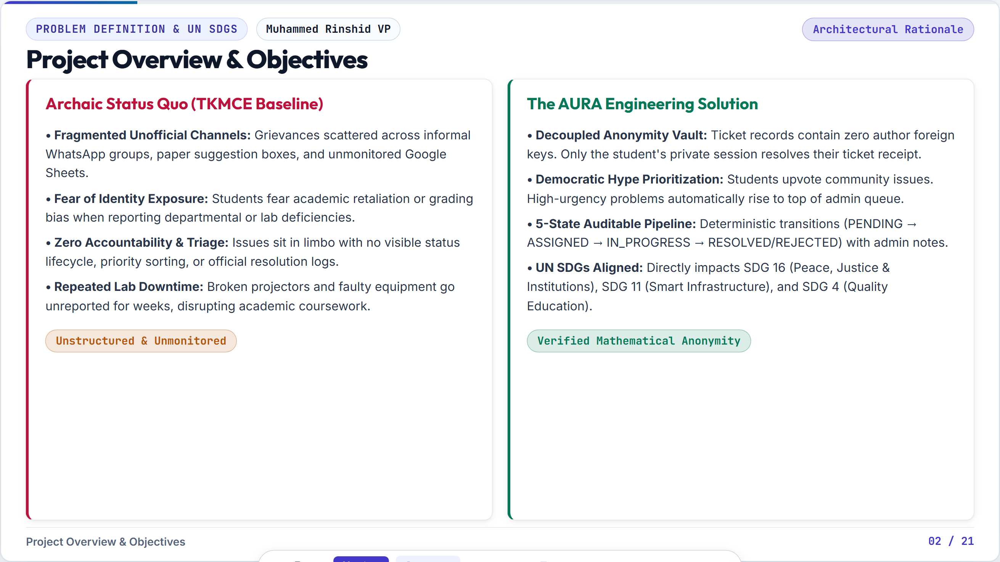 PROBLEM DEFINITION & UN SDGS
Muhammed Rinshid VP
Architectural Rationale
Project Overview & Objectives
Archaic Status Quo (TKMCE Baseline)
• Fragmented Unofficial Channels: Grievances scattered across informal
WhatsApp groups, paper suggestion boxes, and unmonitored Google
Sheets.
• Fear of Identity Exposure: Students fear academic retaliation or grading
bias when reporting departmental or lab deficiencies.
• Zero Accountability & Triage: Issues sit in limbo with no visible status
lifecycle, priority sorting, or official resolution logs.
• Repeated Lab Downtime: Broken projectors and faulty equipment go
unreported for weeks, disrupting academic coursework.
Unstructured & Unmonitored
The AURA Engineering Solution
• Decoupled Anonymity Vault: Ticket records contain zero author foreign
keys. Only the student's private session resolves their ticket receipt.
• Democratic Hype Prioritization: Students upvote community issues.
High-urgency problems automatically rise to top of admin queue.
• 5-State Auditable Pipeline: Deterministic transitions (PENDING →
ASSIGNED → IN_PROGRESS → RESOLVED/REJECTED) with admin notes.
• UN SDGs Aligned: Directly impacts SDG 16 (Peace, Justice &
Institutions), SDG 11 (Smart Infrastructure), and SDG 4 (Quality
Education).
Verified Mathematical Anonymity
Project Overview & Objectives
02 / 21